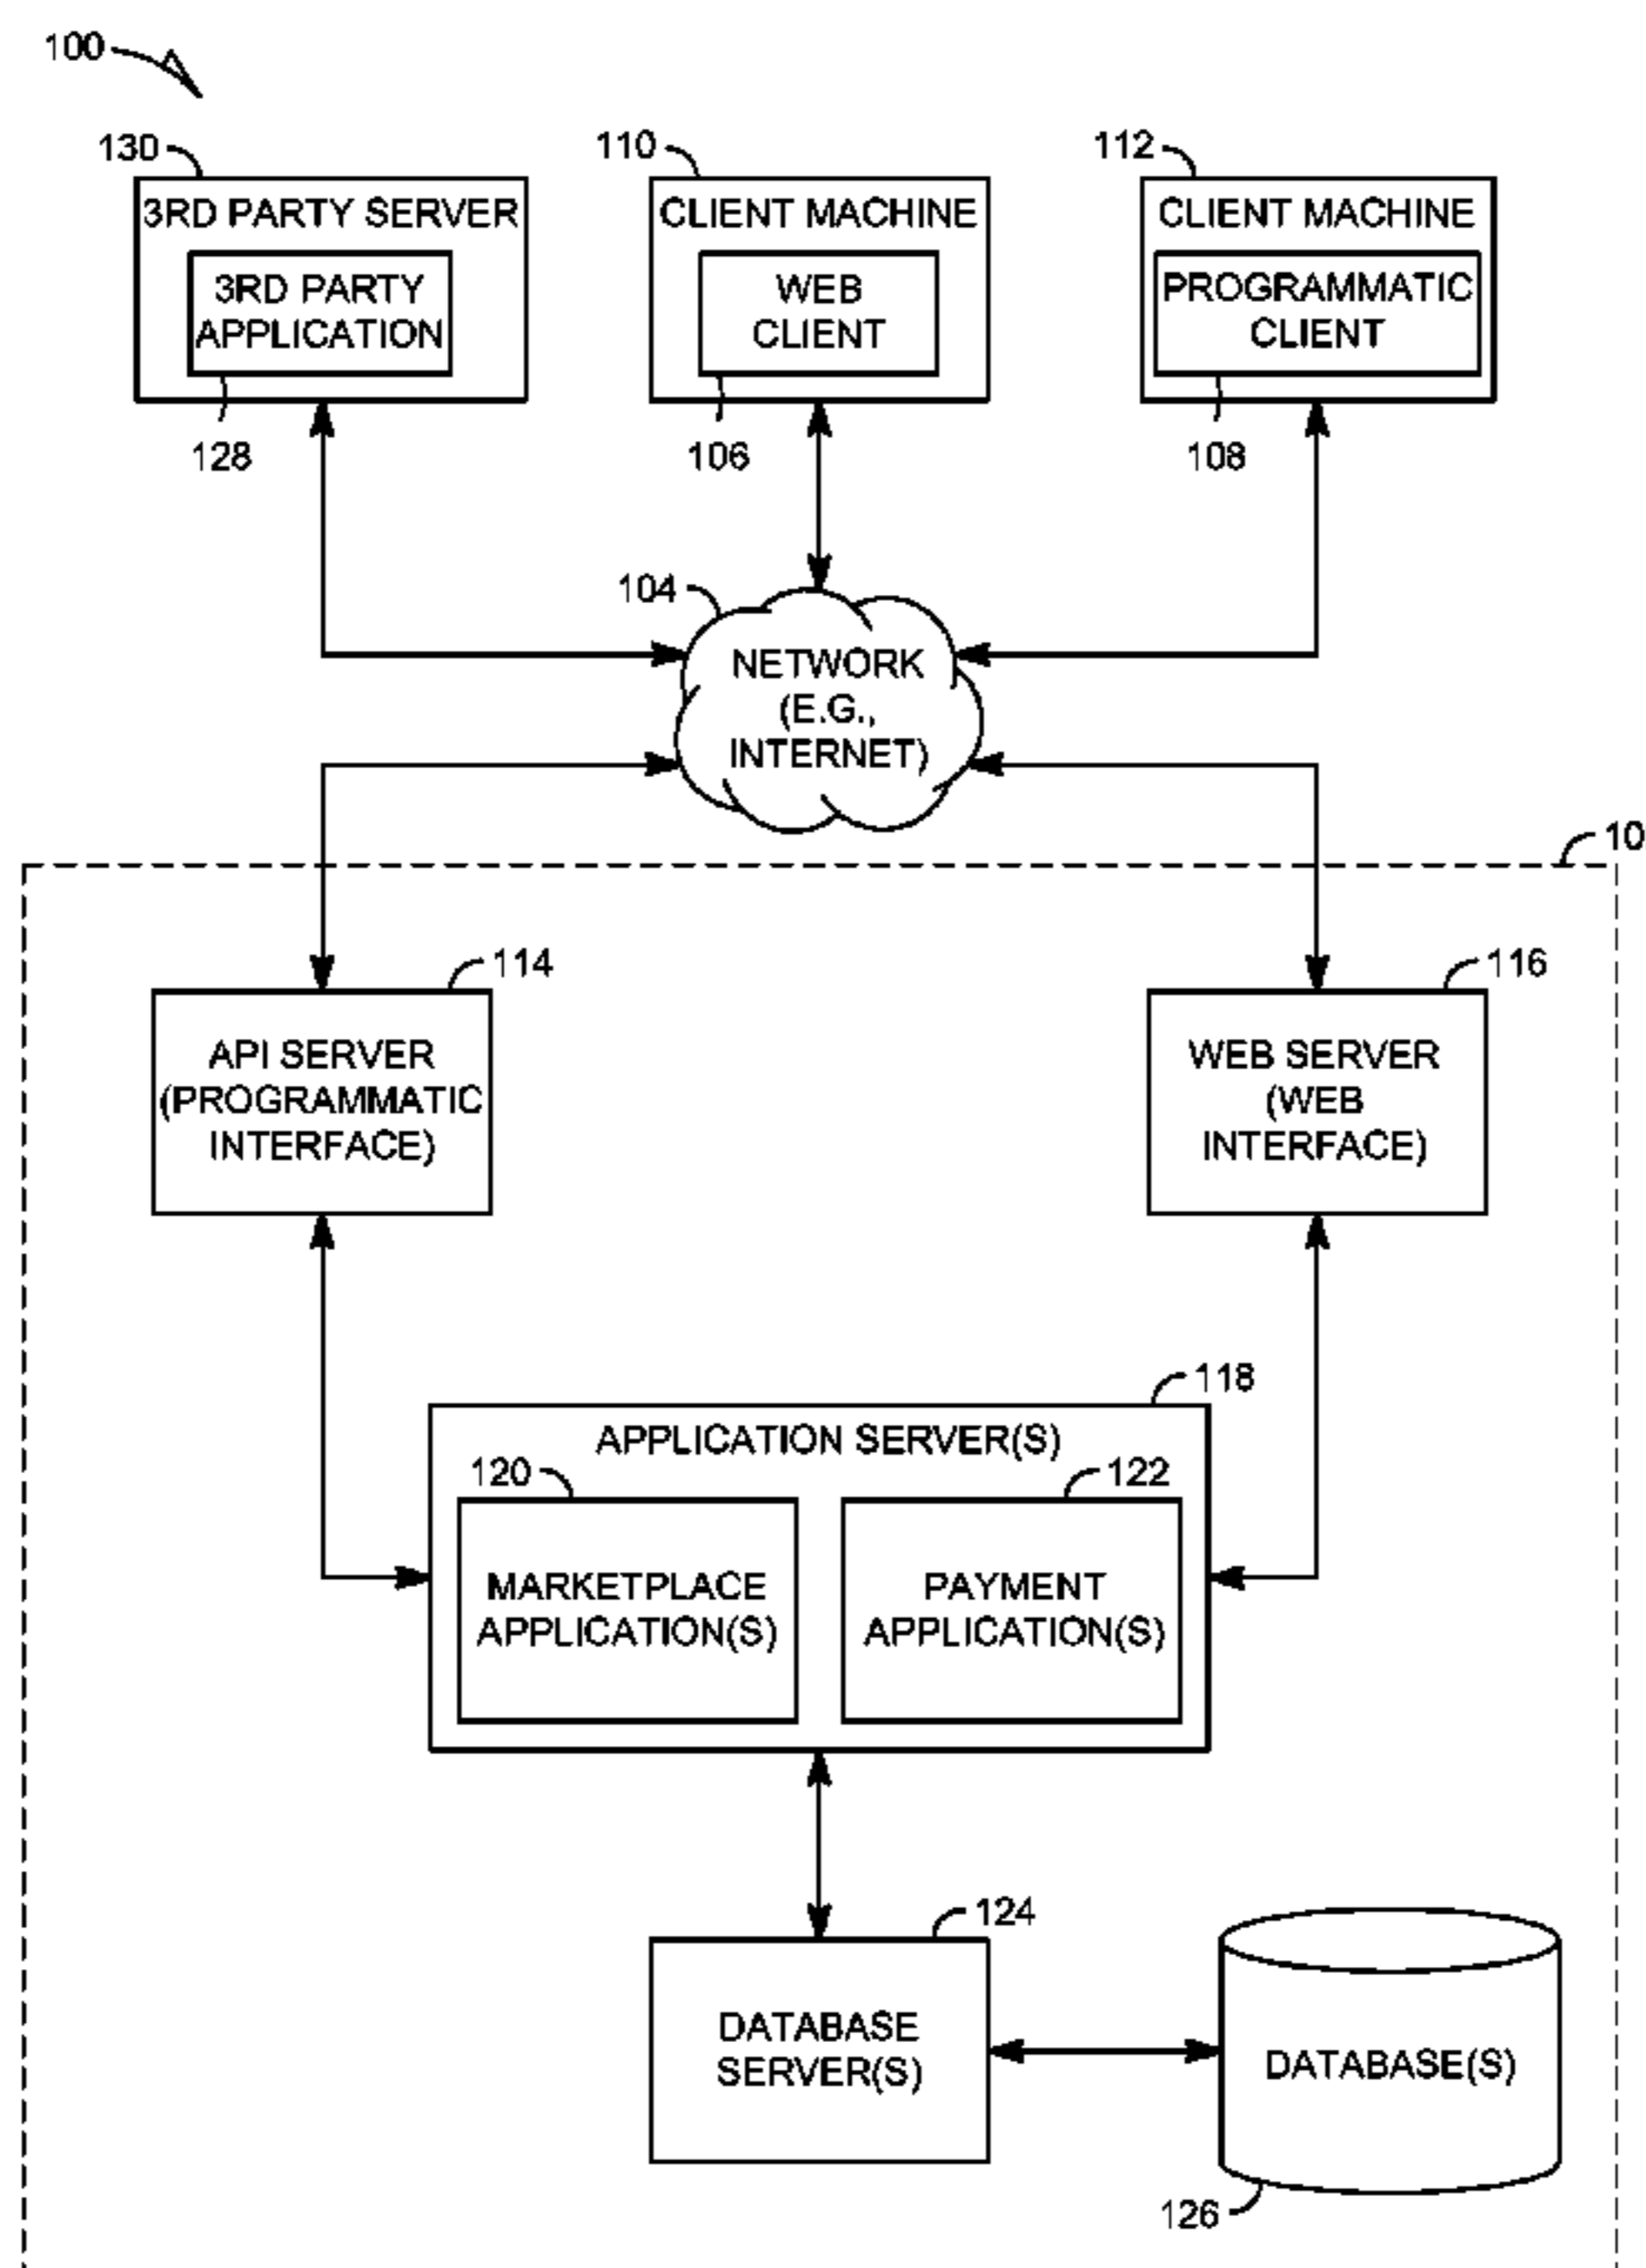 100
130
110
112
3RD PARTY SERVER
CLIENT MACHINE
CLIENT MACHINE
3RD PARTY
APPLICATION
WEB
CLIENT
PROGRAMMATIC
CLIENT
128
106
108
104
NETWORK
(E.G.,
INTERNET)
10
114
116
API SERVER
(PROGRAMMATIC
INTERFACE)
WEB SERVER
(WEB
INTERFACE)
118
APPLICATION SERVER(S)
120
122
MARKETPLACE
APPLICATION(S)
PAYMENT
APPLICATION(S)
124
DATABASE
SERVER(S)
DATABASE(S)
126